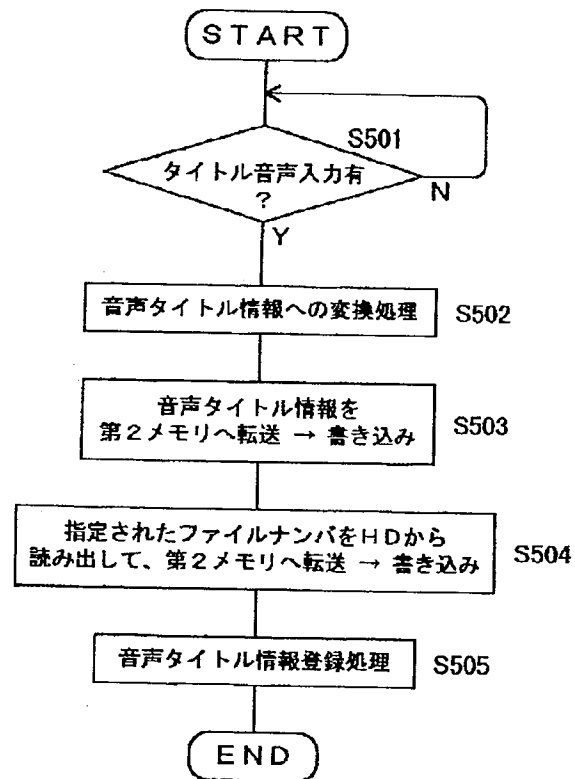 START
S501
タイトル音声入力有
?
N
Y
音声タイトル情報への変換処理
S502
音声タイトル情報を
第2メモリへ転送 → 書き込み
S503
指定されたファイルナンバをHDから
読み出して、第2メモリへ転送 → 書き込み
S504
音声タイトル情報登録処理
S505
END